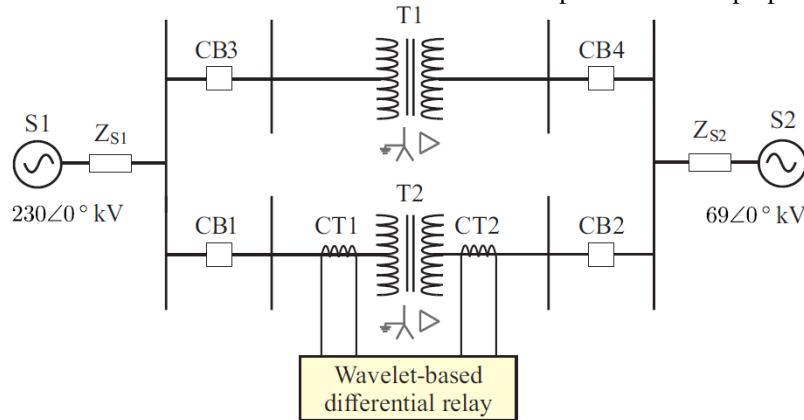 T1
CB3
CB4
S1
Z_S1
Z_S2
S2
T2
230∠0° kV
69∠0° kV
CB1
CT1
CT2
CB2
Wavelet-based
differential relay